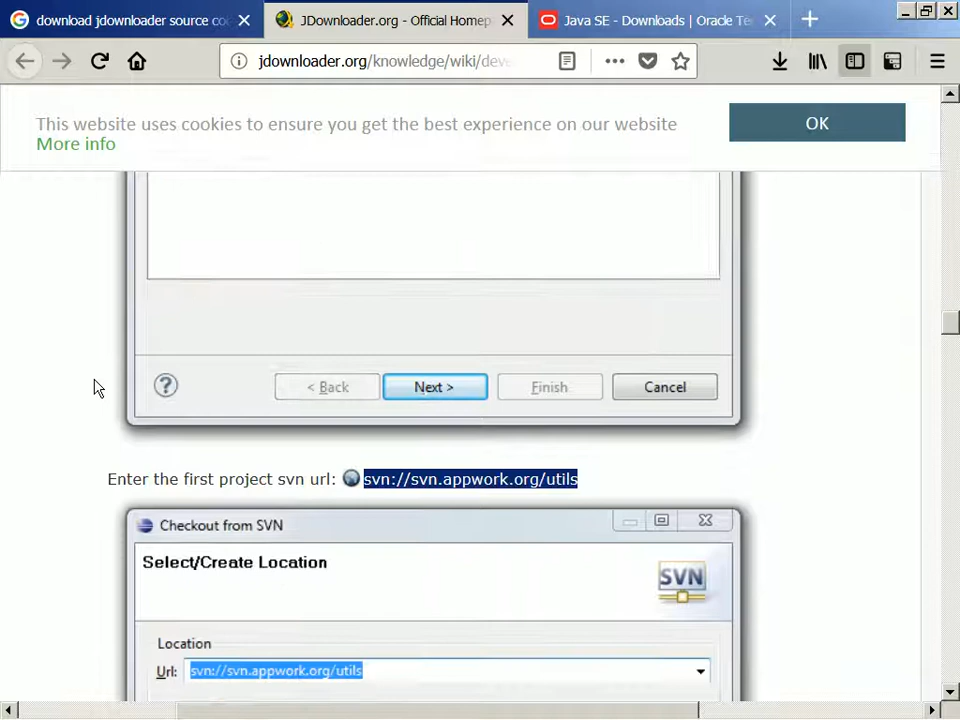 download jdownloader source co
JDownloader.org - Official Homep
Java SE - Downloads | Oracle Te
jdownloader.org/knowledge/wiki/dev
This website uses cookies to ensure you get the best experience on our website
More info
OK
?
< Back
Next >
Finish
Cancel
Enter the first project svn url: svn://svn.appwork.org/utils
Checkout from SVN
Select/Create Location
SVN
Location
Url: svn://svn.appwork.org/utils